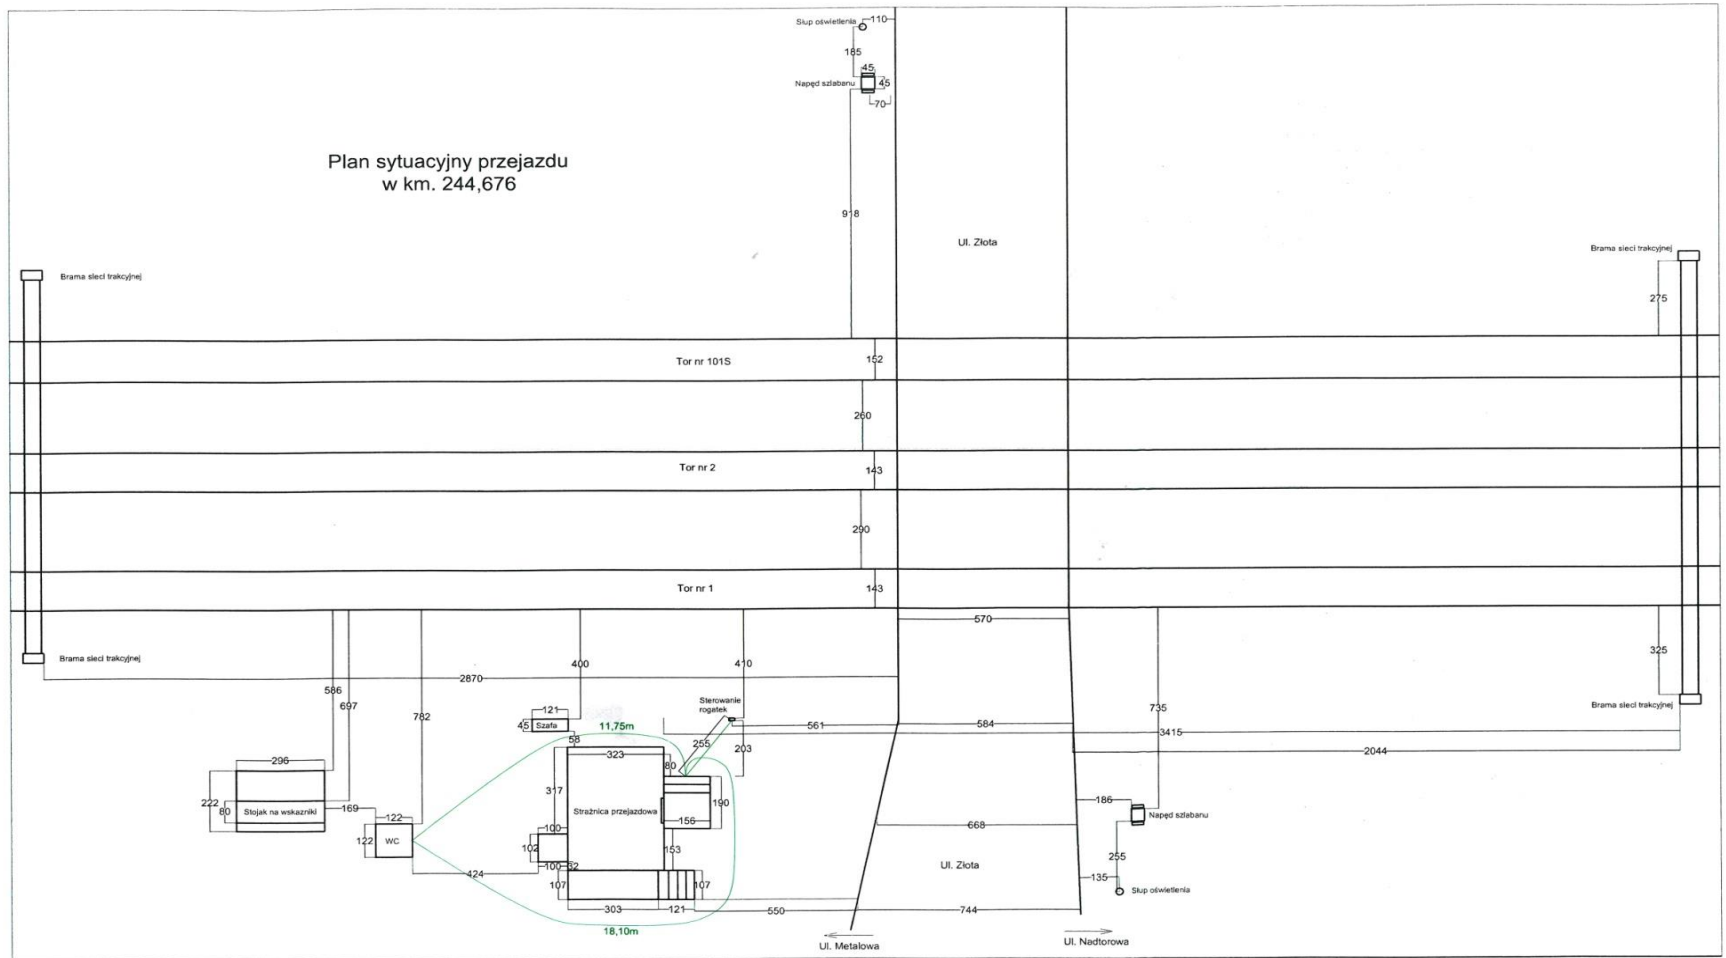 Słup oświetlenia
110
185
45
Napęd szlabanu
45
70
Plan sytuacyjny przejazdu
w km. 244,676
918
Ul. Złota
Brama sieci trakcyjnej
Brama sieci trakcyjnej
275
Tor nr 101S
152
260
Tor nr 2
143
290
Tor nr 1
143
570
400
410
325
Brama sieci trakcyjnej
2870
586
697
782
735
Sterowanie
rogatek
Brama sieci trakcyjnej
121
45
Szafa
11,75m
561
584
3415
58
255
203
2044
323
80
296
317
222
80
Stojak na wskazniki
169
122
Strażnica przejazdowa
190
156
186
Napęd szlabanu
122
WC
100
102
153
668
255
424
100
32
Ul. Złota
107
107
135
Słup oświetlenia
303
121
550
744
18,10m
Ul. Metalowa
Ul. Nadtorowa